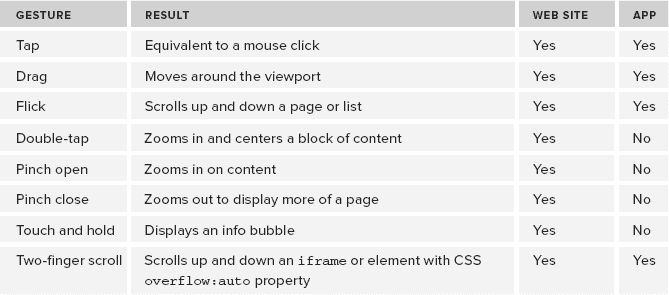 GESTURE RESULT WEB SITE APP
Tap Equivalent to a mouse click Yes Yes
Drag Moves around the viewport Yes Yes
Flick Scrolls up and down a page or list Yes Yes
Double-tap Zooms in and centers a block of content Yes No
Pinch open Zooms in on content Yes No
Pinch close Zooms out to display more of a page Yes No
Touch and hold Displays an info bubble Yes No
Two-finger scroll Scrolls up and down an iframe or element with CSS Yes Yes
overflow:auto property